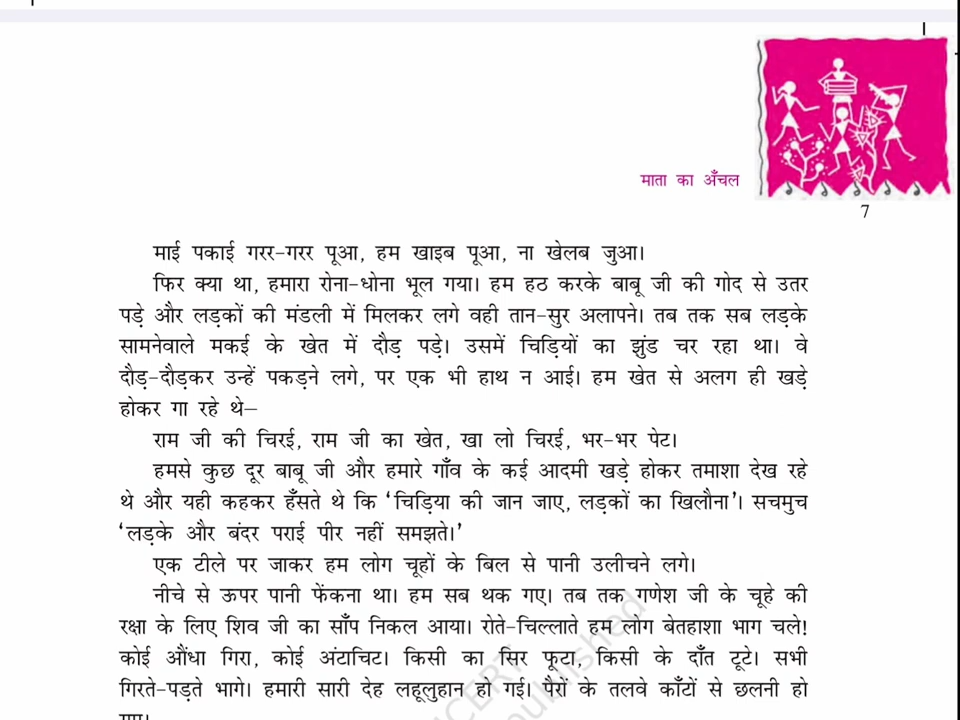 माता का अँचल
7
माई पकाई गरर-गरर पूआ, हम खाइब पूआ, ना खेलब जुआ।
फिर क्या था, हमारा रोना-धोना भूल गया। हम हठ करके बाबू जी की गोद से उतर
पड़े और लड़कों की मंडली में मिलकर लगे वही तान-सुर अलापने। तब तक सब लड़के
सामनेवाले मकई के खेत में दौड़ पड़े। उसमें चिड़ियों का झुंड चर रहा था। वे
दौड़-दौड़कर उन्हें पकड़ने लगे, पर एक भी हाथ न आई। हम खेत से अलग ही खड़े
होकर गा रहे थे–
राम जी की चिरई, राम जी का खेत, खा लो चिरई, भर-भर पेट।
हमसे कुछ दूर बाबू जी और हमारे गाँव के कई आदमी खड़े होकर तमाशा देख रहे
थे और यही कहकर हँसते थे कि ‘चिड़िया की जान जाए, लड़कों का खिलौना’। सचमुच
‘लड़के और बंदर पराई पीर नहीं समझते।’
एक टीले पर जाकर हम लोग चूहों के बिल से पानी उलीचने लगे।
नीचे से ऊपर पानी फेंकना था। हम सब थक गए। तब तक गणेश जी के चूहे की
रक्षा के लिए शिव जी का साँप निकल आया। रोते-चिल्लाते हम लोग बेतहाशा भाग चले!
कोई औंधा गिरा, कोई अंटाचिट। किसी का सिर फूटा, किसी के दाँत टूटे। सभी
गिरते-पड़ते भागे। हमारी सारी देह लहूलुहान हो गई। पैरों के तलवे काँटों से छलनी हो